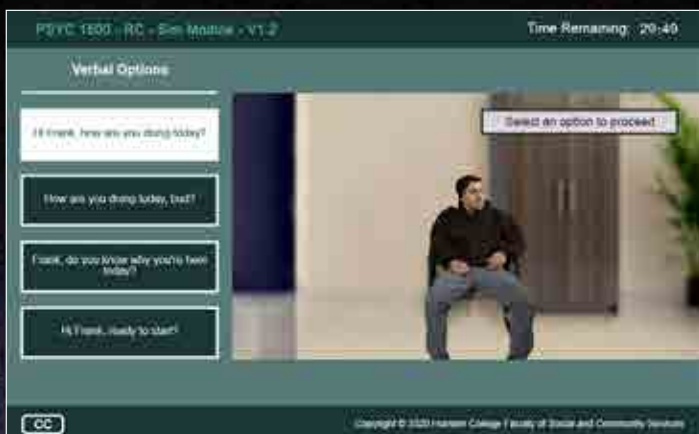 PSYC 1600 - RC - Sim Module - V1.2
Time Remaining: 29:49
Verbal Options
Hi Frank, how are you doing today?
How are you doing today, bud?
Frank, do you know why you're here
today?
Hi Frank, ready to start?
Select an option to proceed
CC
Copyright © 2020 Humber College Faculty of Social and Community Services